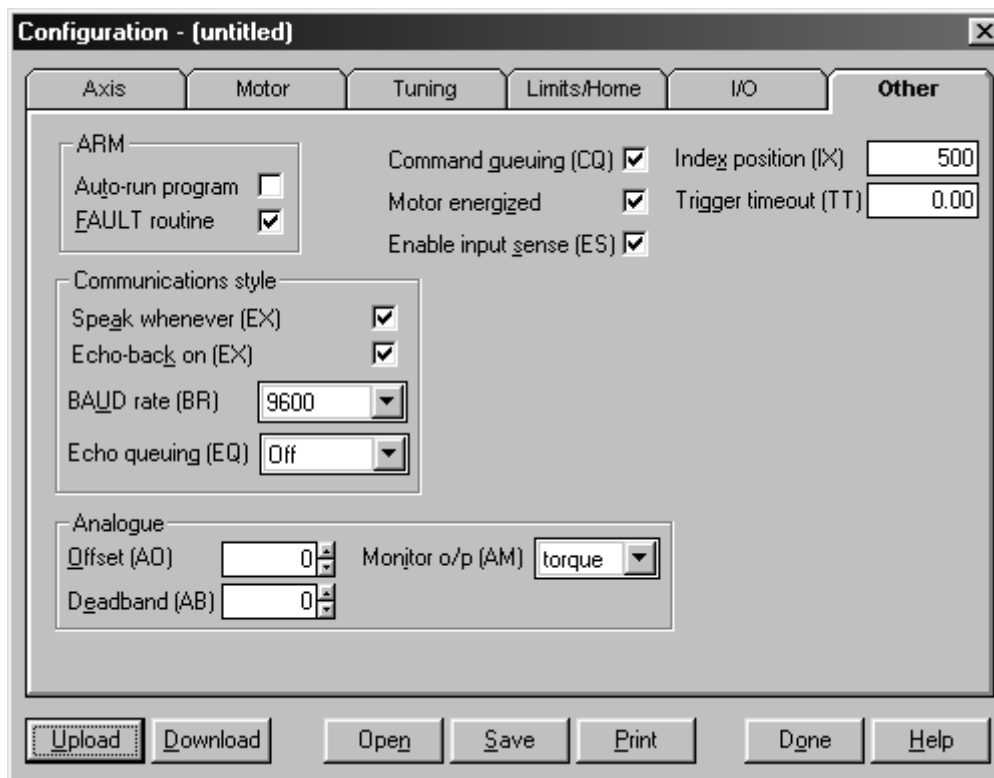 Configuration - (untitled)
Axis Motor Tuning Limits/Home I/O Other
ARM
Auto-run program
FAULT routine
Command queuing (CQ)
Motor energized
Enable input sense (ES)
Index position (IX) 500
Trigger timeout (TT) 0.00
Communications style
Speak whenever (EX)
Echo-back on (EX)
BAUD rate (BR) 9600
Echo queuing (EQ) Off
Analogue
Offset (AO) 0
Deadband (AB) 0
Monitor o/p (AM) torque
Upload Download Open Save Print Done Help